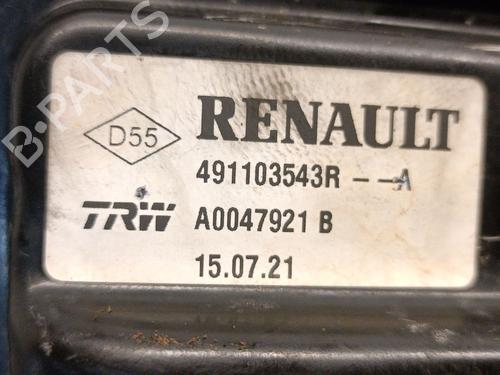 B-PARTS
D55
RENAULT
491103543R - -A
TRW
A0047921 B
15.07.21